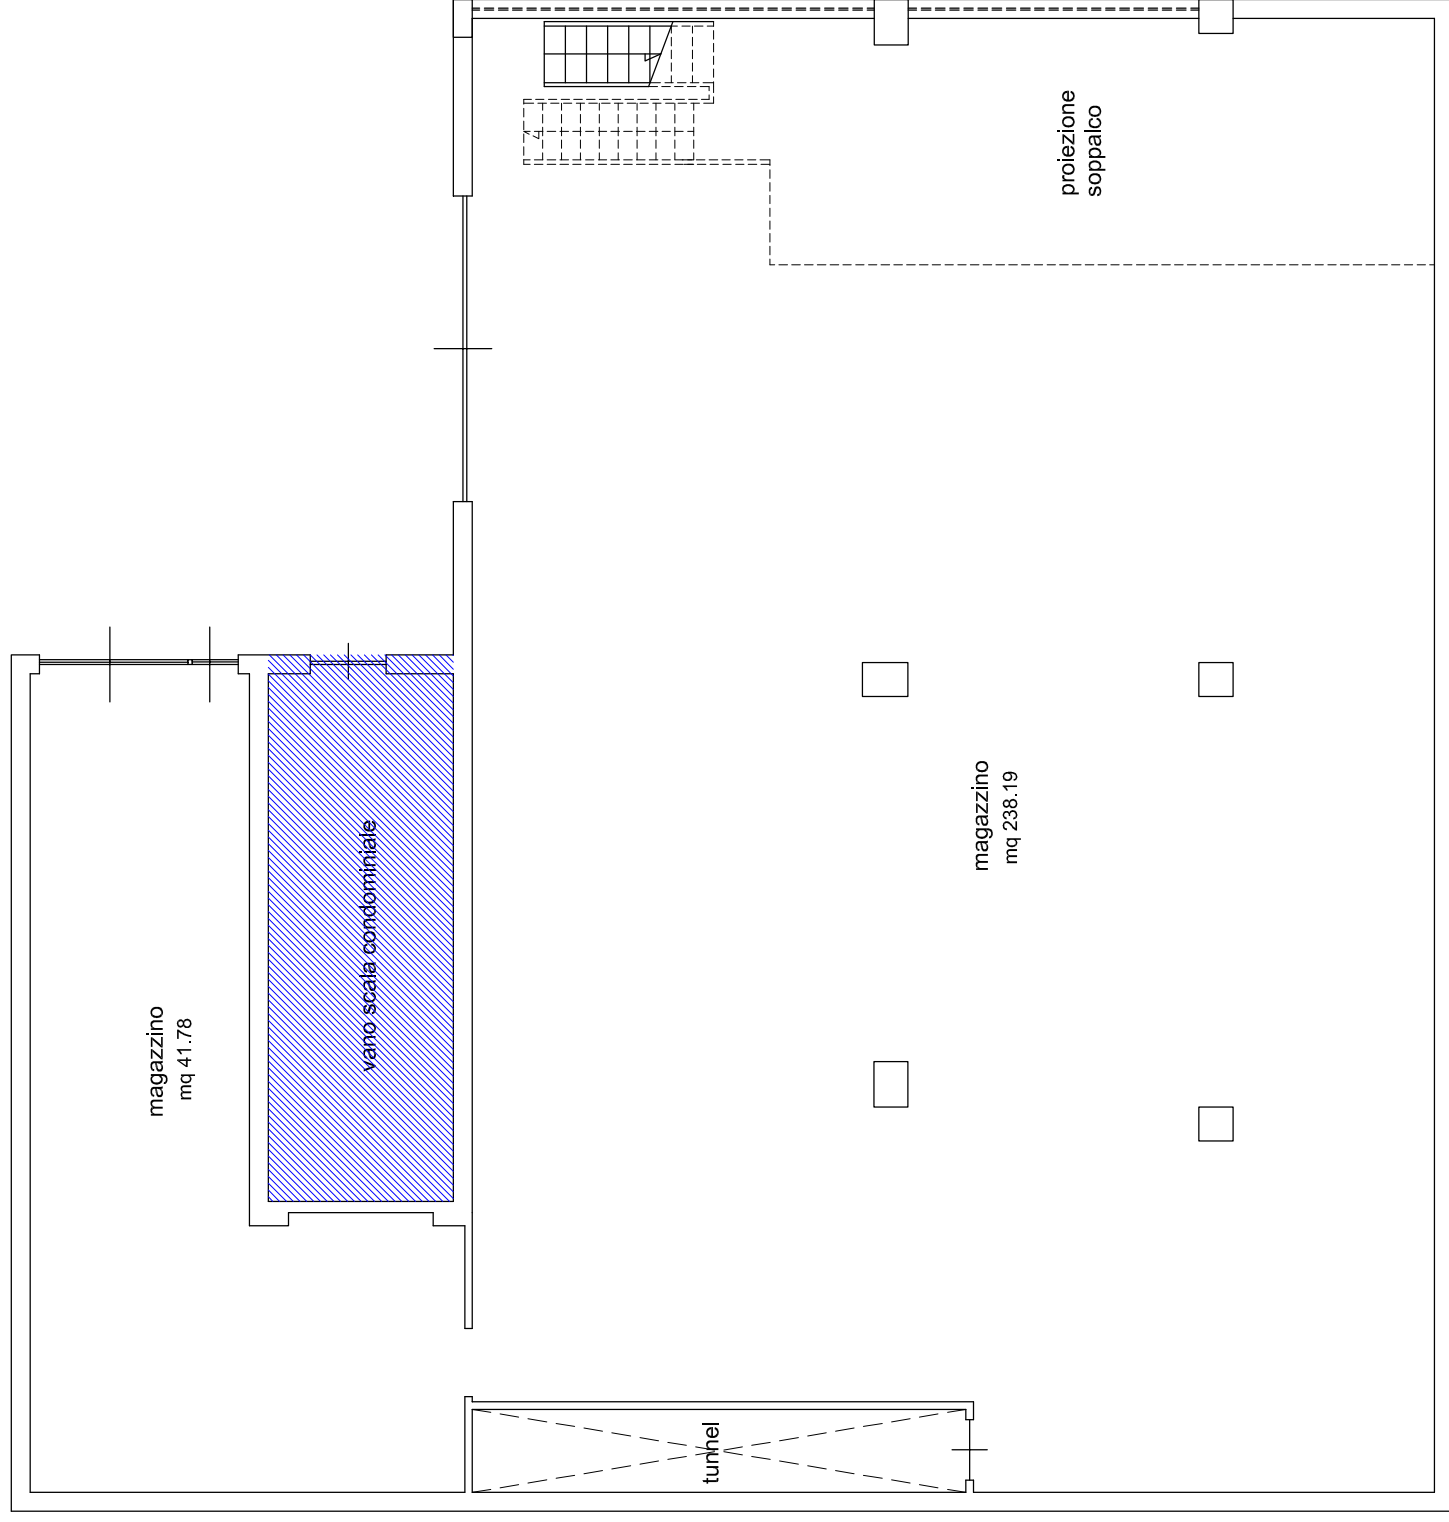 magazzino
mq 41.78
vano scala condominiale
tunnel
magazzino
mq 238.19
proiezione
soppalco